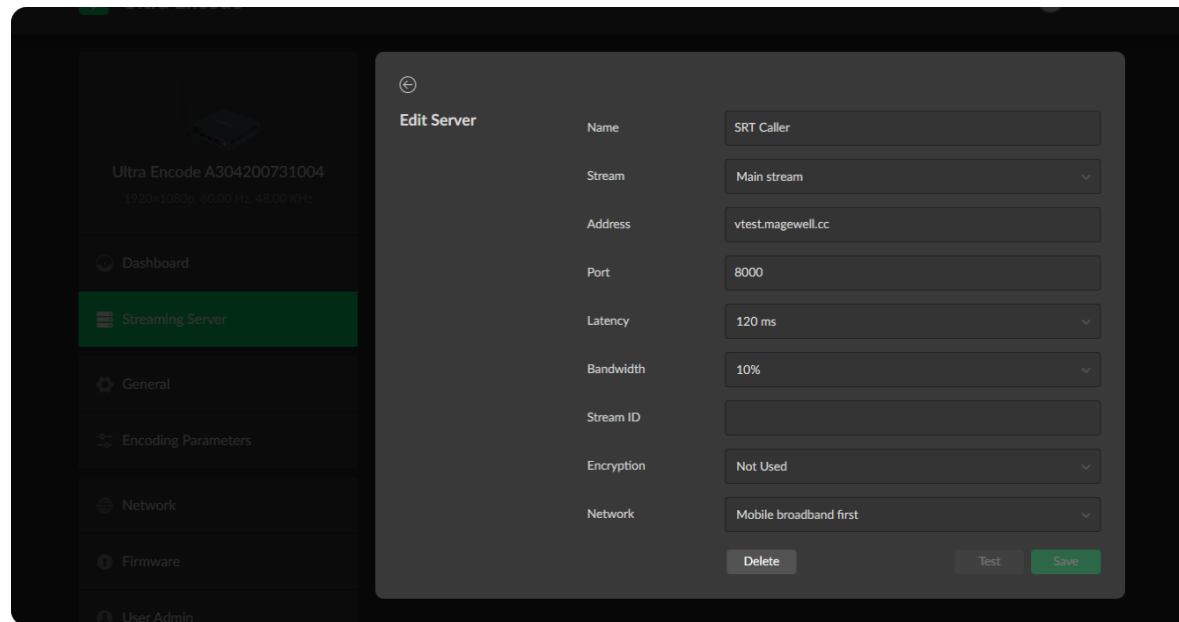 Ultra Encode
Ultra Encode A304200731004
1920×1080p, 60.00 Hz, 48.00 KHz
Dashboard
Streaming Server
General
Encoding Parameters
Network
Firmware
User Admin
Edit Server
Name SRT Caller
Stream Main stream
Address vtest.magewell.cc
Port 8000
Latency 120 ms
Bandwidth 10%
Stream ID
Encryption Not Used
Network Mobile broadband first
Delete Test Save